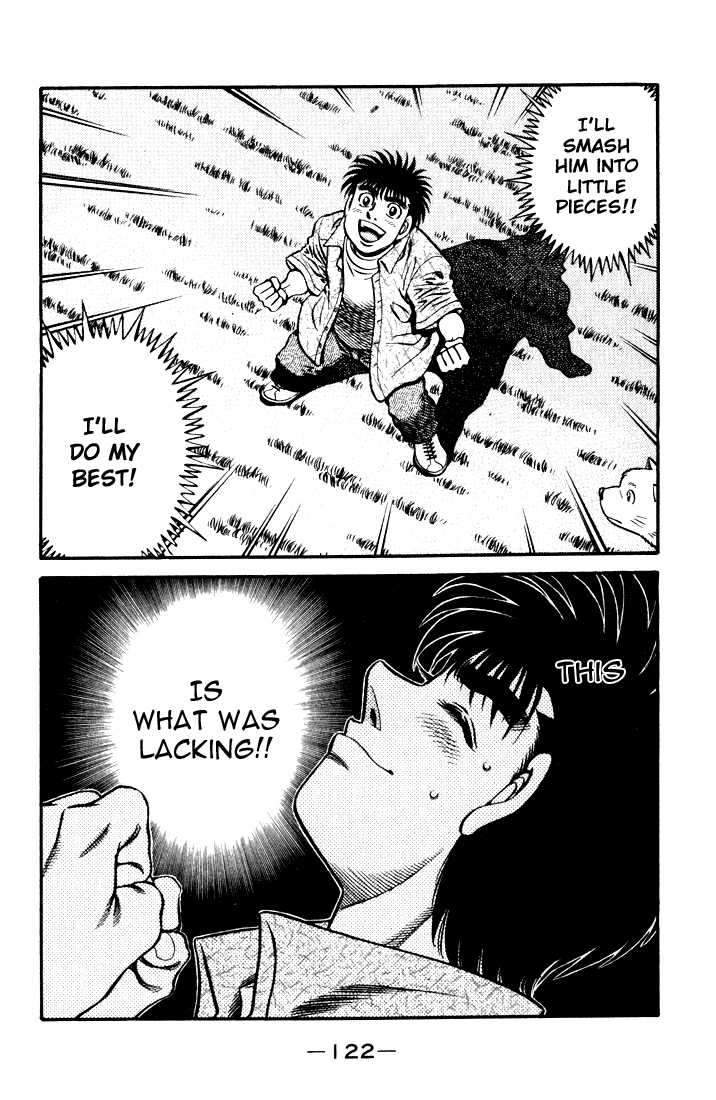 I'LL
SMASH
HIM INTO
LITTLE
PIECES!!
I'LL
DO MY
BEST!
THIS
IS
WHAT WAS
LACKING!!
—122—